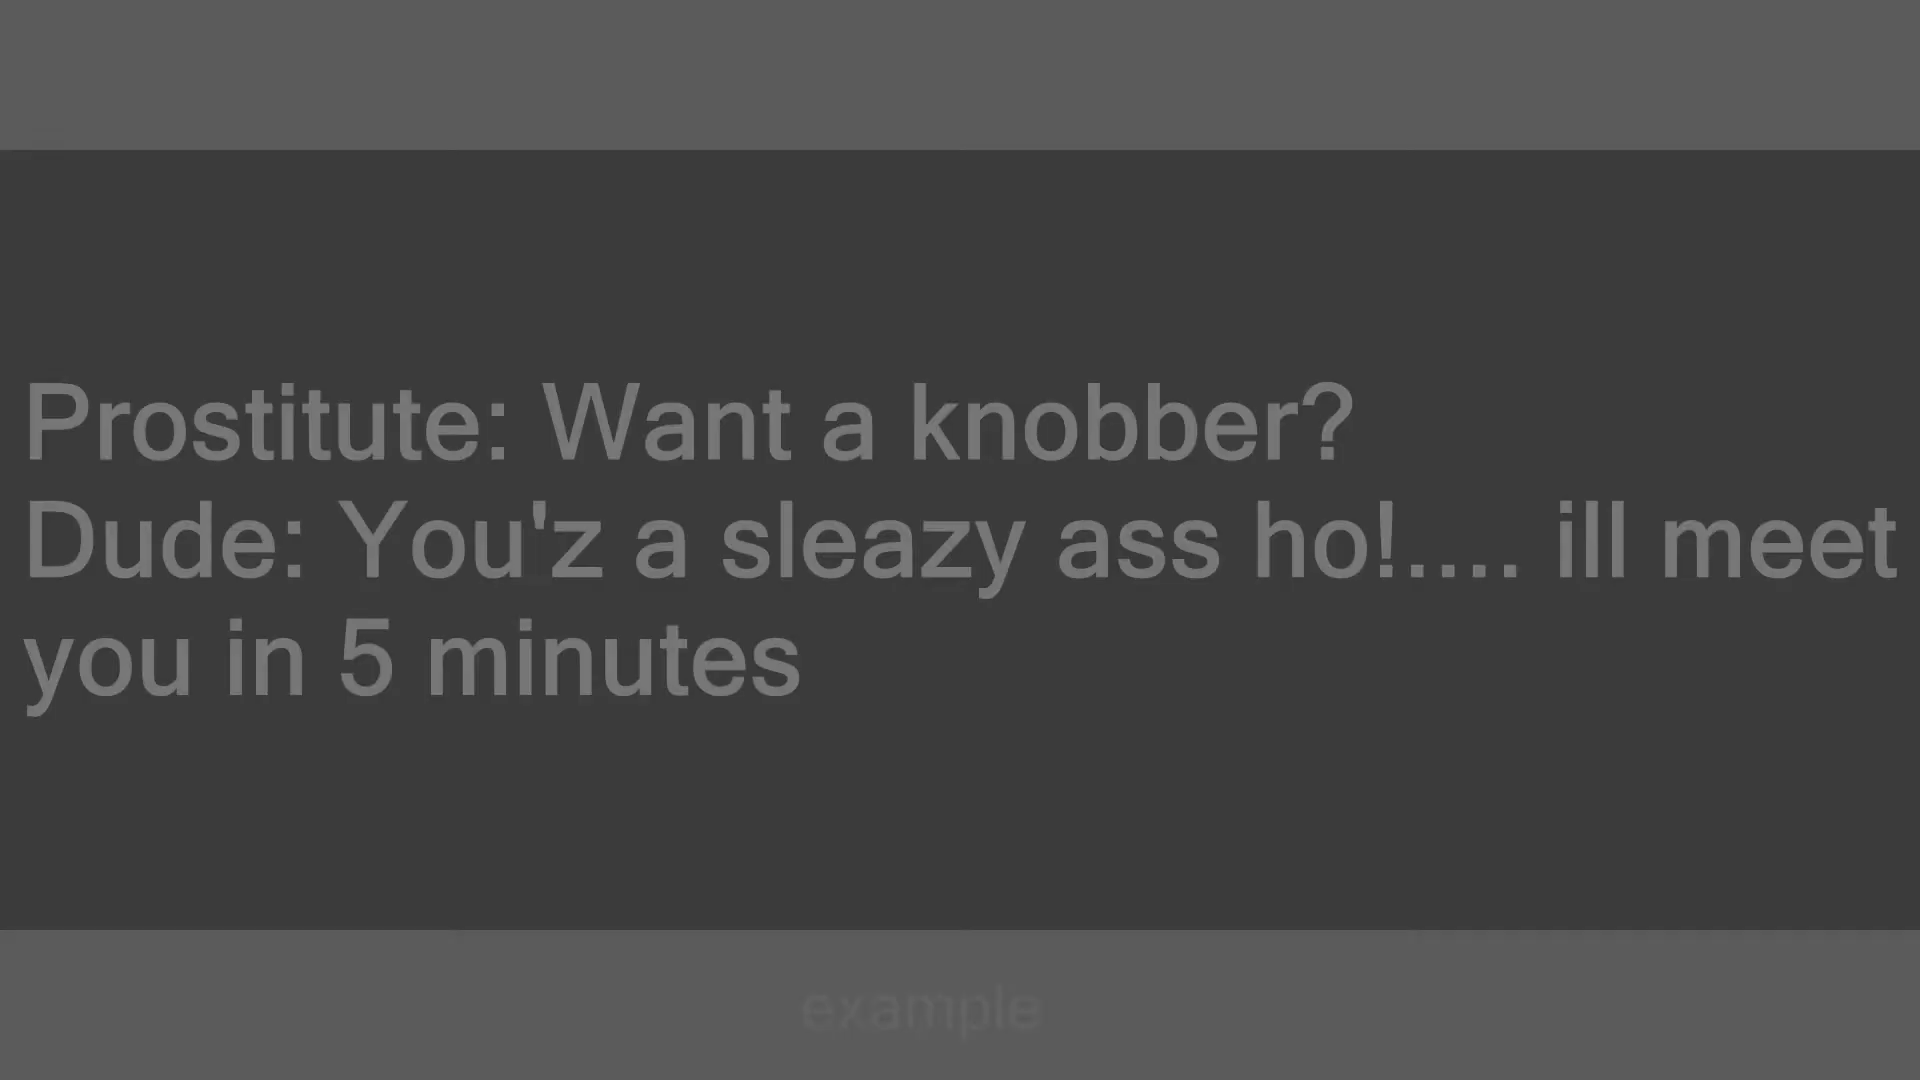 Prostitute: Want a knobber?
Dude: You'z a sleazy ass ho!.... ill meet
you in 5 minutes
example